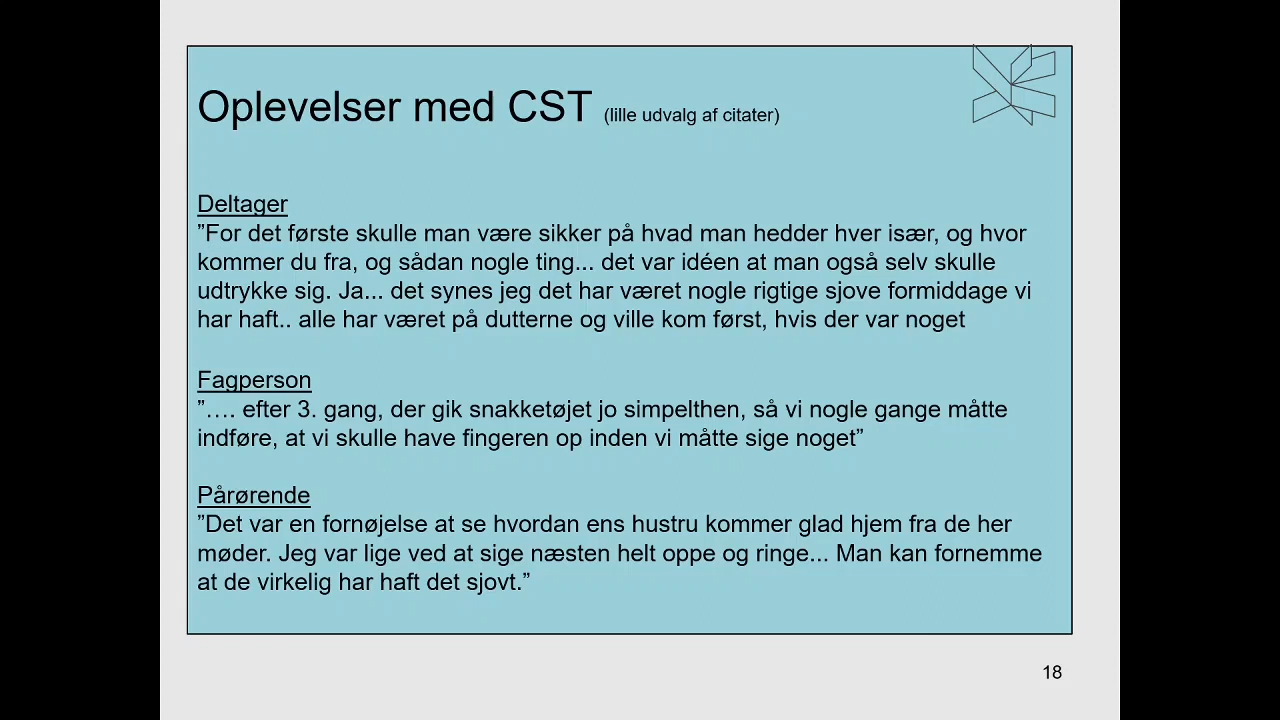 Oplevelser med CST (lille udvalg af citater)
Deltager
”For det første skulle man være sikker på hvad man hedder hver især, og hvor
kommer du fra, og sådan nogle ting... det var idéen at man også selv skulle
udtrykke sig. Ja... det synes jeg det har været nogle rigtige sjove formiddage vi
har haft.. alle har været på dutterne og ville kom først, hvis der var noget
Fagperson
”…. efter 3. gang, der gik snakketøjet jo simpelthen, så vi nogle gange måtte
indføre, at vi skulle have fingeren op inden vi måtte sige noget”
Pårørende
”Det var en fornøjelse at se hvordan ens hustru kommer glad hjem fra de her
møder. Jeg var lige ved at sige næsten helt oppe og ringe... Man kan fornemme
at de virkelig har haft det sjovt.”
18